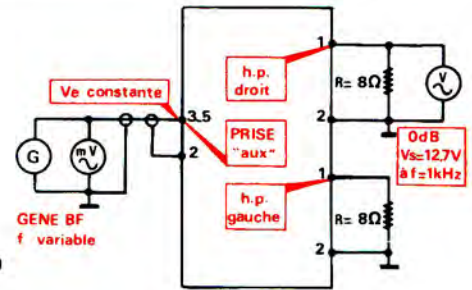 Ve constante
3.5
2
G
mV
GENE BF
f variable
PRISE
"aux"
1
h.p.
droit
2
R= 8Ω
V
0dB
Vs=12,7V
à f=1kHz
1
h.p.
gauche
2
R= 8Ω